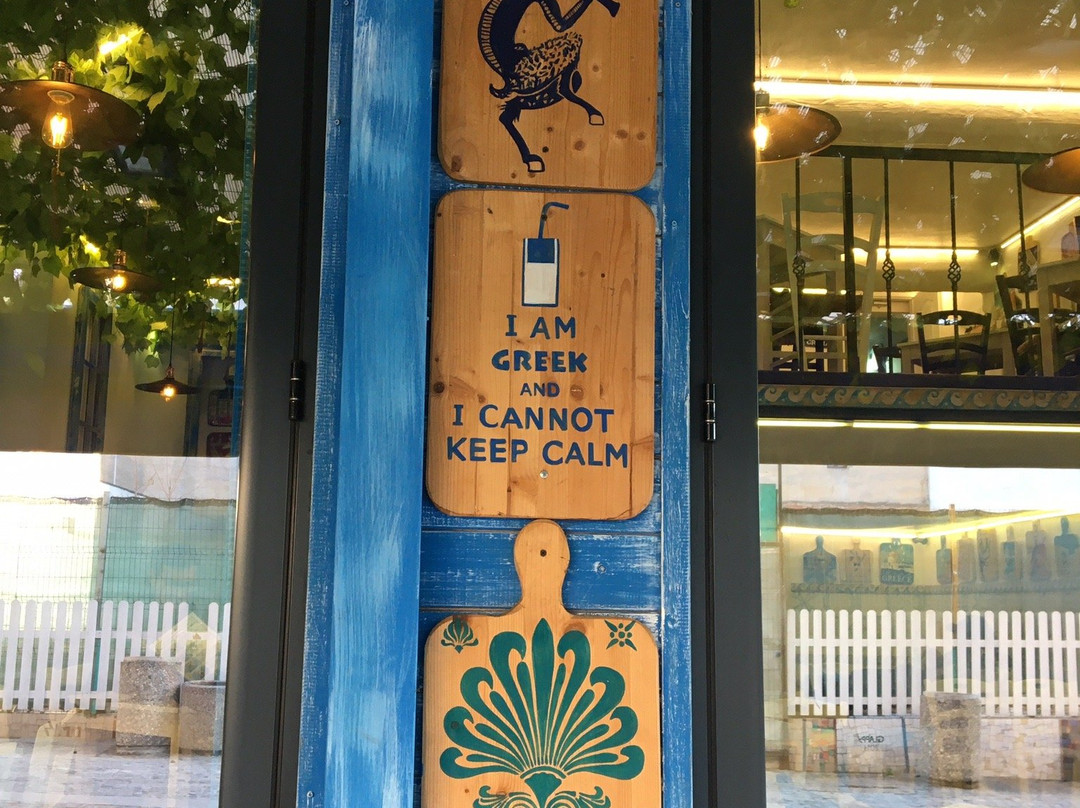 I AM
GREEK
AND
I CANNOT
KEEP CALM